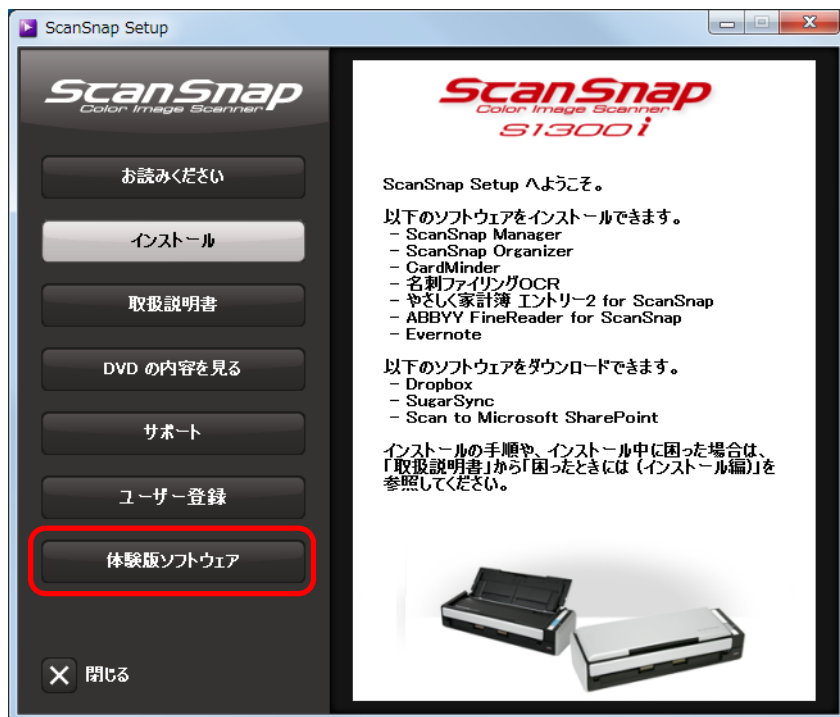 ScanSnap Setup
ScanSnap
Color Image Scanner
お読みください
インストール
取扱説明書
DVD の内容を見る
サポート
ユーザー登録
体験版ソフトウェア
閉じる
ScanSnap
Color Image Scanner
S1300i
ScanSnap Setup へようこそ。
以下のソフトウェアをインストールできます。
- ScanSnap Manager
- ScanSnap Organizer
- CardMinder
- 名刺ファイリングOCR
- やさしく家計簿 エントリー2 for ScanSnap
- ABBYY FineReader for ScanSnap
- Evernote
以下のソフトウェアをダウンロードできます。
- Dropbox
- SugarSync
- Scan to Microsoft SharePoint
インストールの手順や、インストール中に困った場合は、
「取扱説明書」から「困ったときには (インストール編)」を
参照してください。